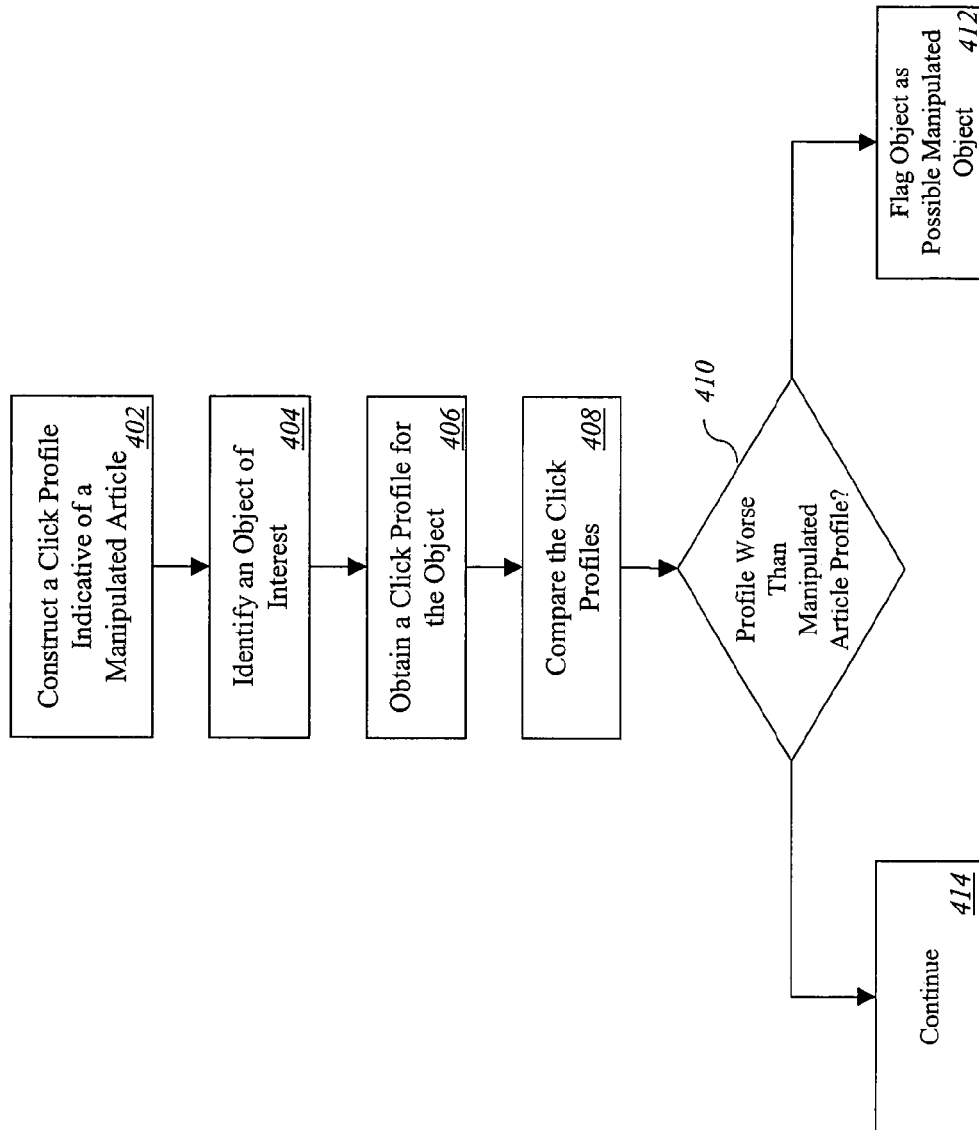 Construct a Click Profile
Indicative of a
Manipulated Article
402
Identify an Object of
Interest
404
Obtain a Click Profile for
the Object
406
Compare the Click
Profiles
408
410
Profile Worse
Than
Manipulated
Article Profile?
Flag Object as
Possible Manipulated
Object
412
Continue
414